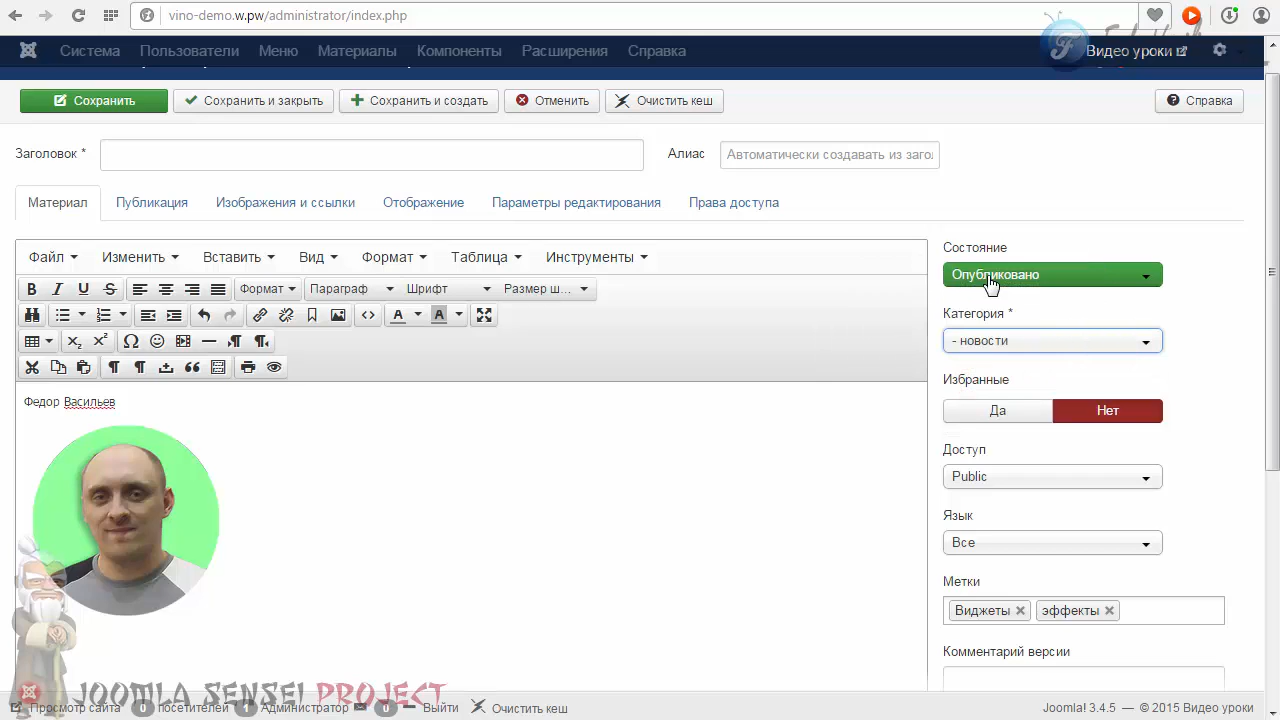 vino-demo.w.pw/administrator/index.php
Система Пользователи Меню Материалы Компоненты Расширения Справка Видео уроки
Сохранить Сохранить и закрыть Сохранить и создать Отменить Очистить кеш Справка
Заголовок * Алиас Автоматически создавать из заго.
Материал Публикация Изображения и ссылки Отображение Параметры редактирования Права доступа
Файл Изменить Вставить Вид Формат Таблица Инструменты
Формат Параграф Шрифт Размер ш...
Федор Васильев
Состояние
Опубликовано
Категория *
- новости
Избранные
Да Нет
Доступ
Public
Язык
Все
Метки
Виджеты эффекты
Комментарий версии
JOOMLA SENSEI PROJECT
Просмотр сайта 0 посетителей 1 Администратор 0 Выйти Очистить кеш Joomla! 3.4.5 — © 2015 Видео уроки